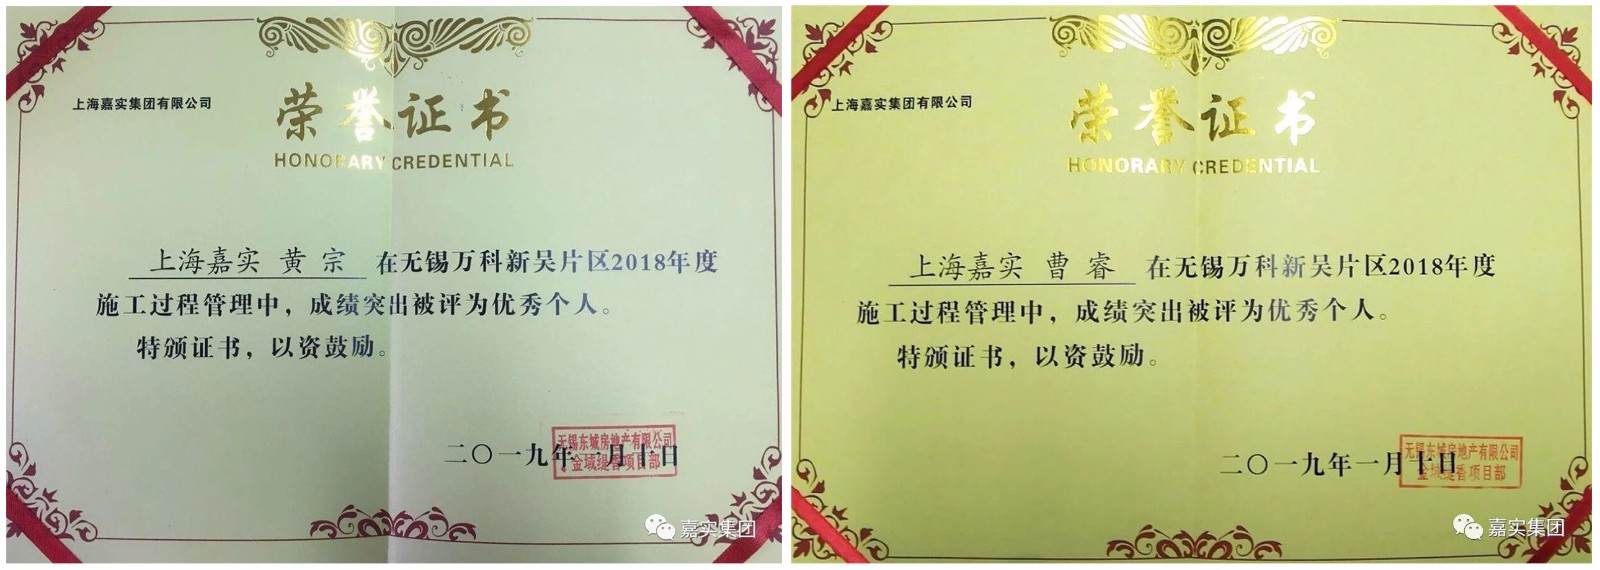 上海嘉实集团有限公司
荣誉证书
HONORARY CREDENTIAL
上海嘉实 黄 宗 在无锡万科新吴片区2018年度
施工过程管理中，成绩突出被评为优秀个人。
特颁证书，以资鼓励。
二〇一九年一月十日
无锡东城房地产有限公司
金域缇香项目部
嘉实集团
上海嘉实集团有限公司
荣誉证书
HONORARY CREDENTIAL
上海嘉实 曹 睿 在无锡万科新吴片区2018年度
施工过程管理中，成绩突出被评为优秀个人。
特颁证书，以资鼓励。
二〇一九年一月十日
无锡东城房地产有限公司
金域缇香项目部
嘉实集团